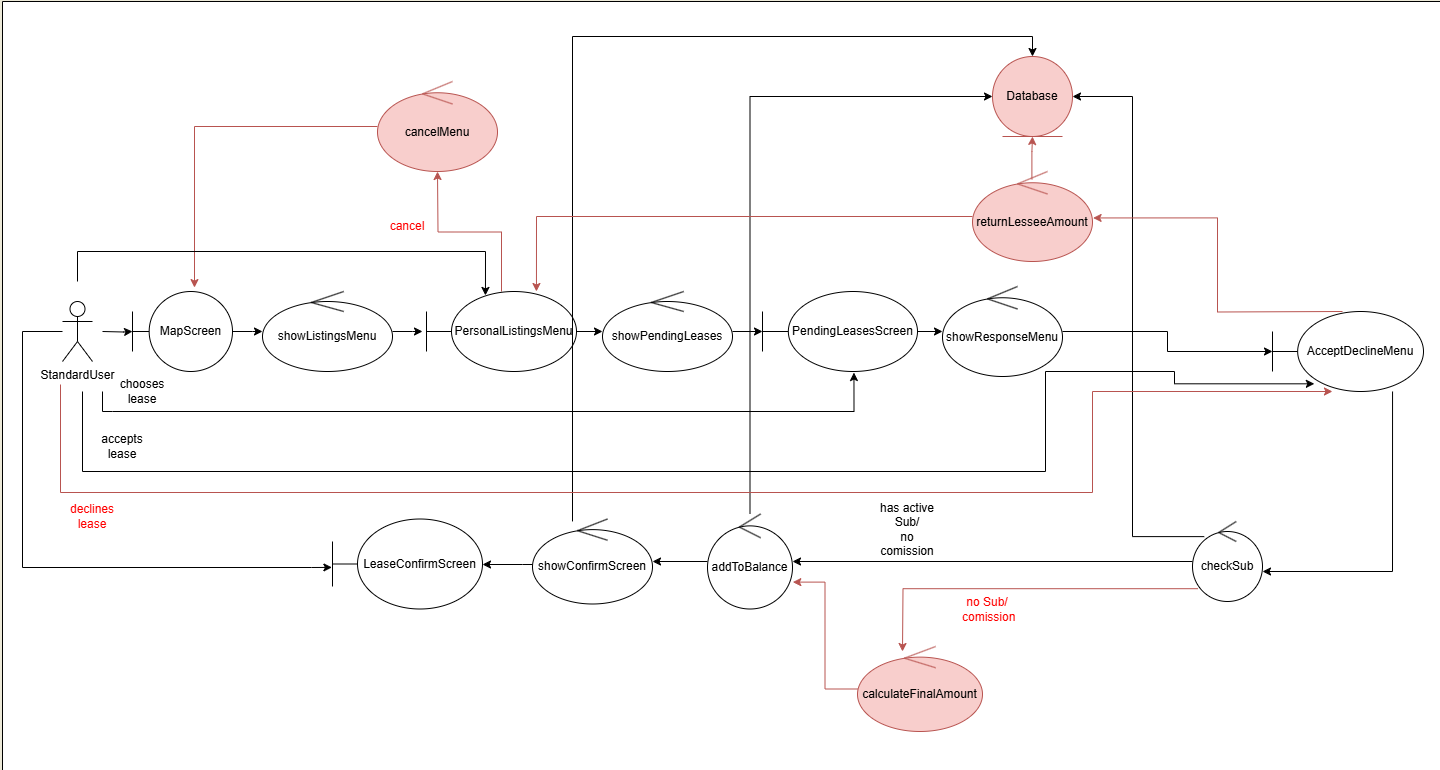 Database
cancelMenu
cancel
returnLesseeAmount
MapScreen
showListingsMenu
PersonalListingsMenu
showPendingLeases
PendingLeasesScreen
showResponseMenu
AcceptDeclineMenu
StandardUser
chooses
lease
accepts
lease
declines
lease
has active
Sub/
no
comission
LeaseConfirmScreen
showConfirmScreen
addToBalance
checkSub
no Sub/
comission
calculateFinalAmount